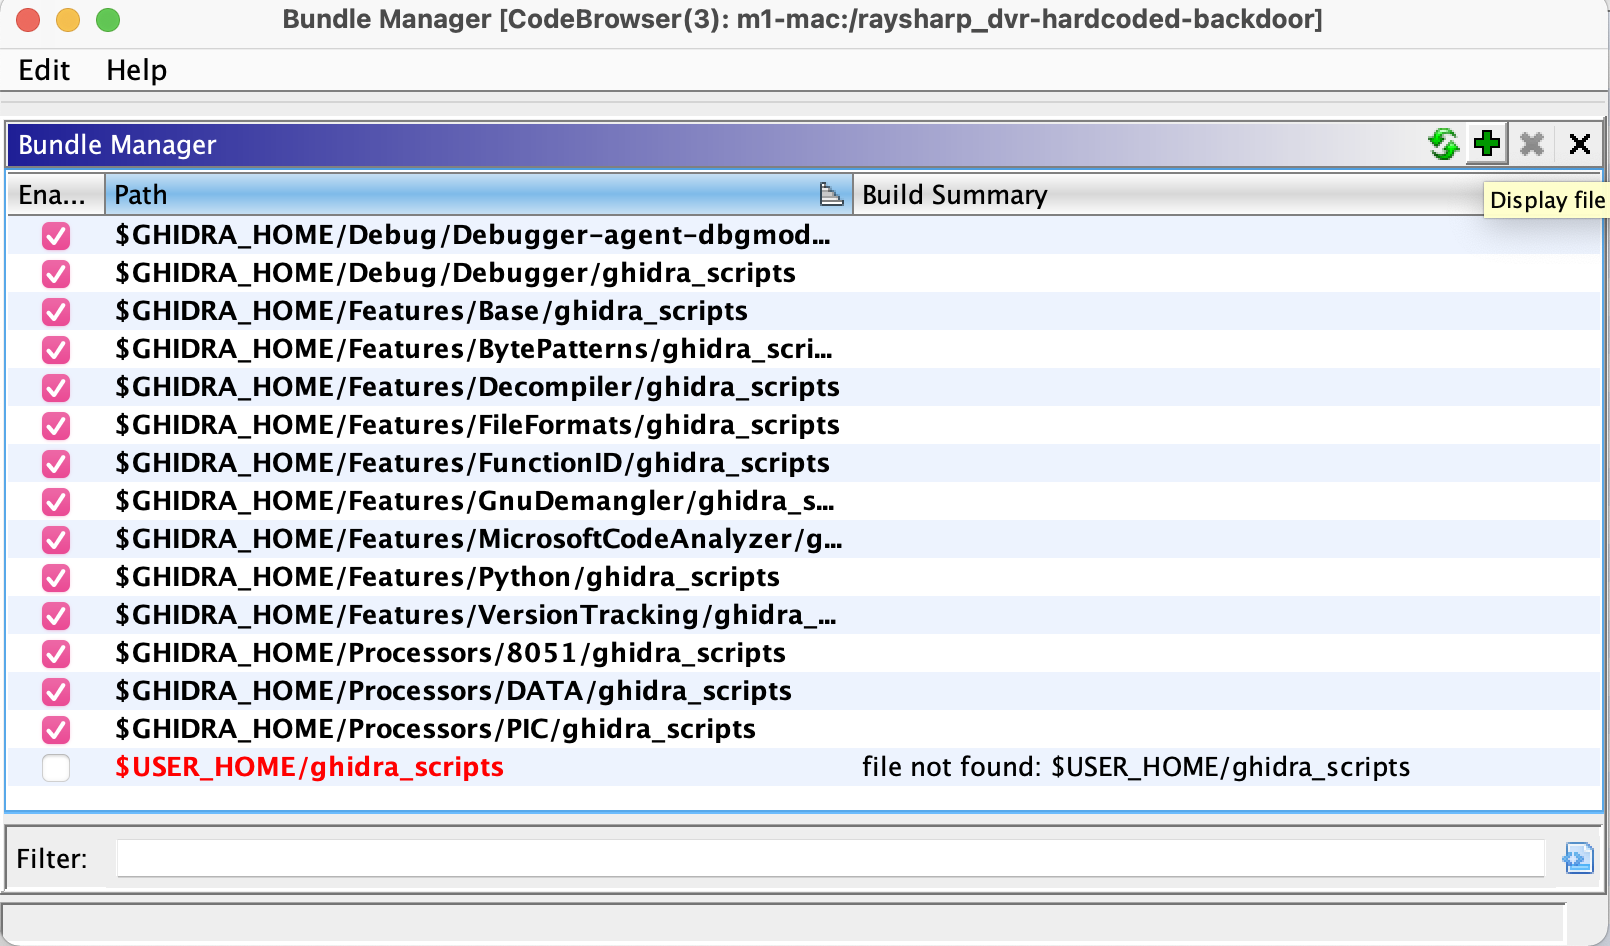 Bundle Manager [CodeBrowser(3): m1-mac:/raysharp_dvr-hardcoded-backdoor]
Edit Help
Bundle Manager
Ena... Path Build Summary
Display file
$GHIDRA_HOME/Debug/Debugger-agent-dbgmod...
$GHIDRA_HOME/Debug/Debugger/ghidra_scripts
$GHIDRA_HOME/Features/Base/ghidra_scripts
$GHIDRA_HOME/Features/BytePatterns/ghidra_scri...
$GHIDRA_HOME/Features/Decompiler/ghidra_scripts
$GHIDRA_HOME/Features/FileFormats/ghidra_scripts
$GHIDRA_HOME/Features/FunctionID/ghidra_scripts
$GHIDRA_HOME/Features/GnuDemangler/ghidra_s...
$GHIDRA_HOME/Features/MicrosoftCodeAnalyzer/g...
$GHIDRA_HOME/Features/Python/ghidra_scripts
$GHIDRA_HOME/Features/VersionTracking/ghidra_...
$GHIDRA_HOME/Processors/8051/ghidra_scripts
$GHIDRA_HOME/Processors/DATA/ghidra_scripts
$GHIDRA_HOME/Processors/PIC/ghidra_scripts
$USER_HOME/ghidra_scripts file not found: $USER_HOME/ghidra_scripts
Filter: